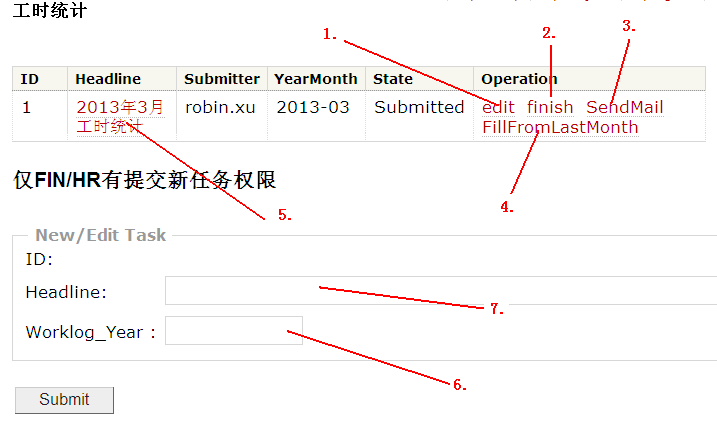 工时统计
1. 2. 3.
ID Headline Submitter YearMonth State Operation
1 2013年3月 robin.xu 2013-03 Submitted edit finish SendMail
工时统计 FillFromLastMonth
仅FIN/HR有提交新任务权限
5. 4.
New/Edit Task
ID:
Headline:
7.
Worklog_Year :
6.
Submit